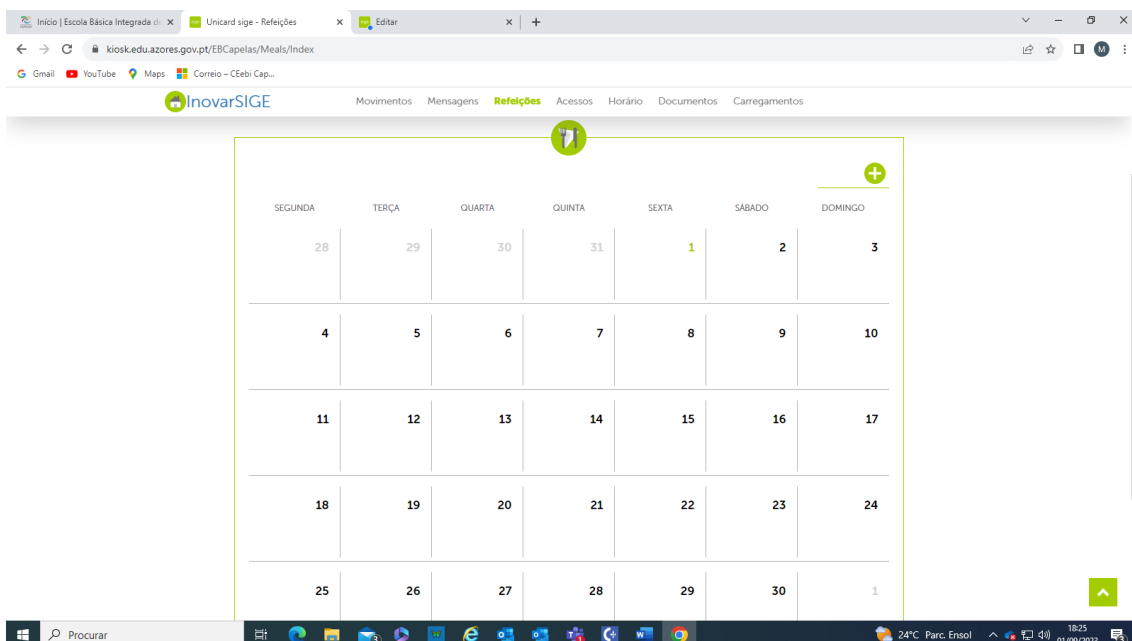 Início | Escola Básica Integrada d
Unicard sige - Refeições
Editar
kiosk.edu.azores.gov.pt/EBCapelas/Meals/Index
M
Gmail YouTube Maps Correio – CEebi Cap...
InovarSIGE
Movimentos Mensagens Refeições Acessos Horário Documentos Carregamentos
SEGUNDA TERÇA QUARTA QUINTA SEXTA SÁBADO DOMINGO
28 29 30 31 1 2 3
4 5 6 7 8 9 10
11 12 13 14 15 16 17
18 19 20 21 22 23 24
25 26 27 28 29 30 1
Procurar
24°C Parc. Ensol
18:25